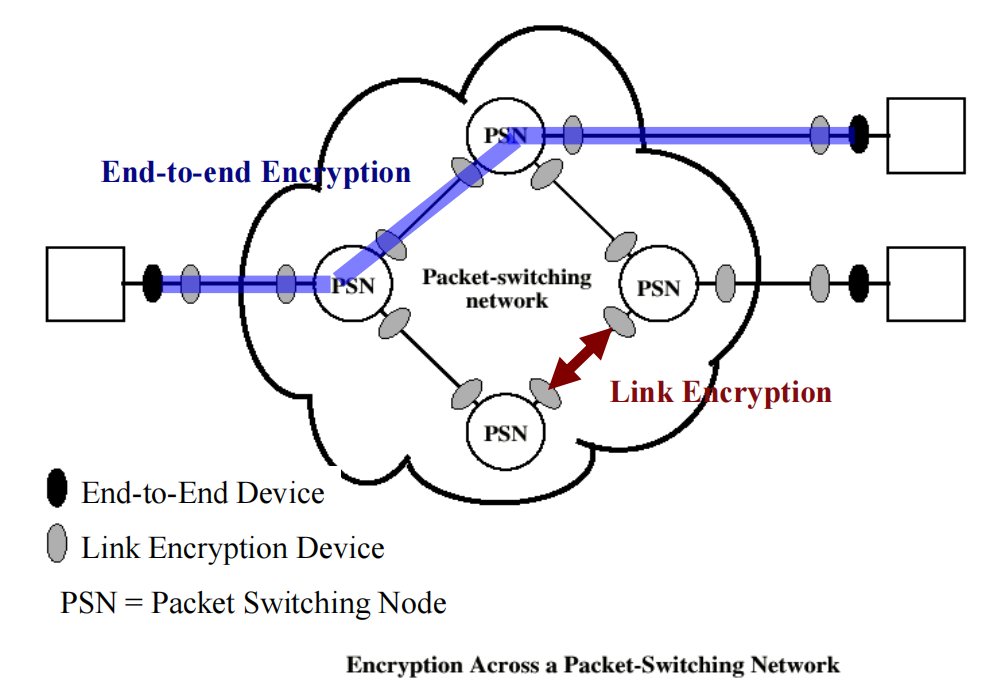 PSN
End-to-end Encryption
PSN
Packet-switching
network
PSN
Link Encryption
PSN
End-to-End Device
Link Encryption Device
PSN = Packet Switching Node
Encryption Across a Packet-Switching Network